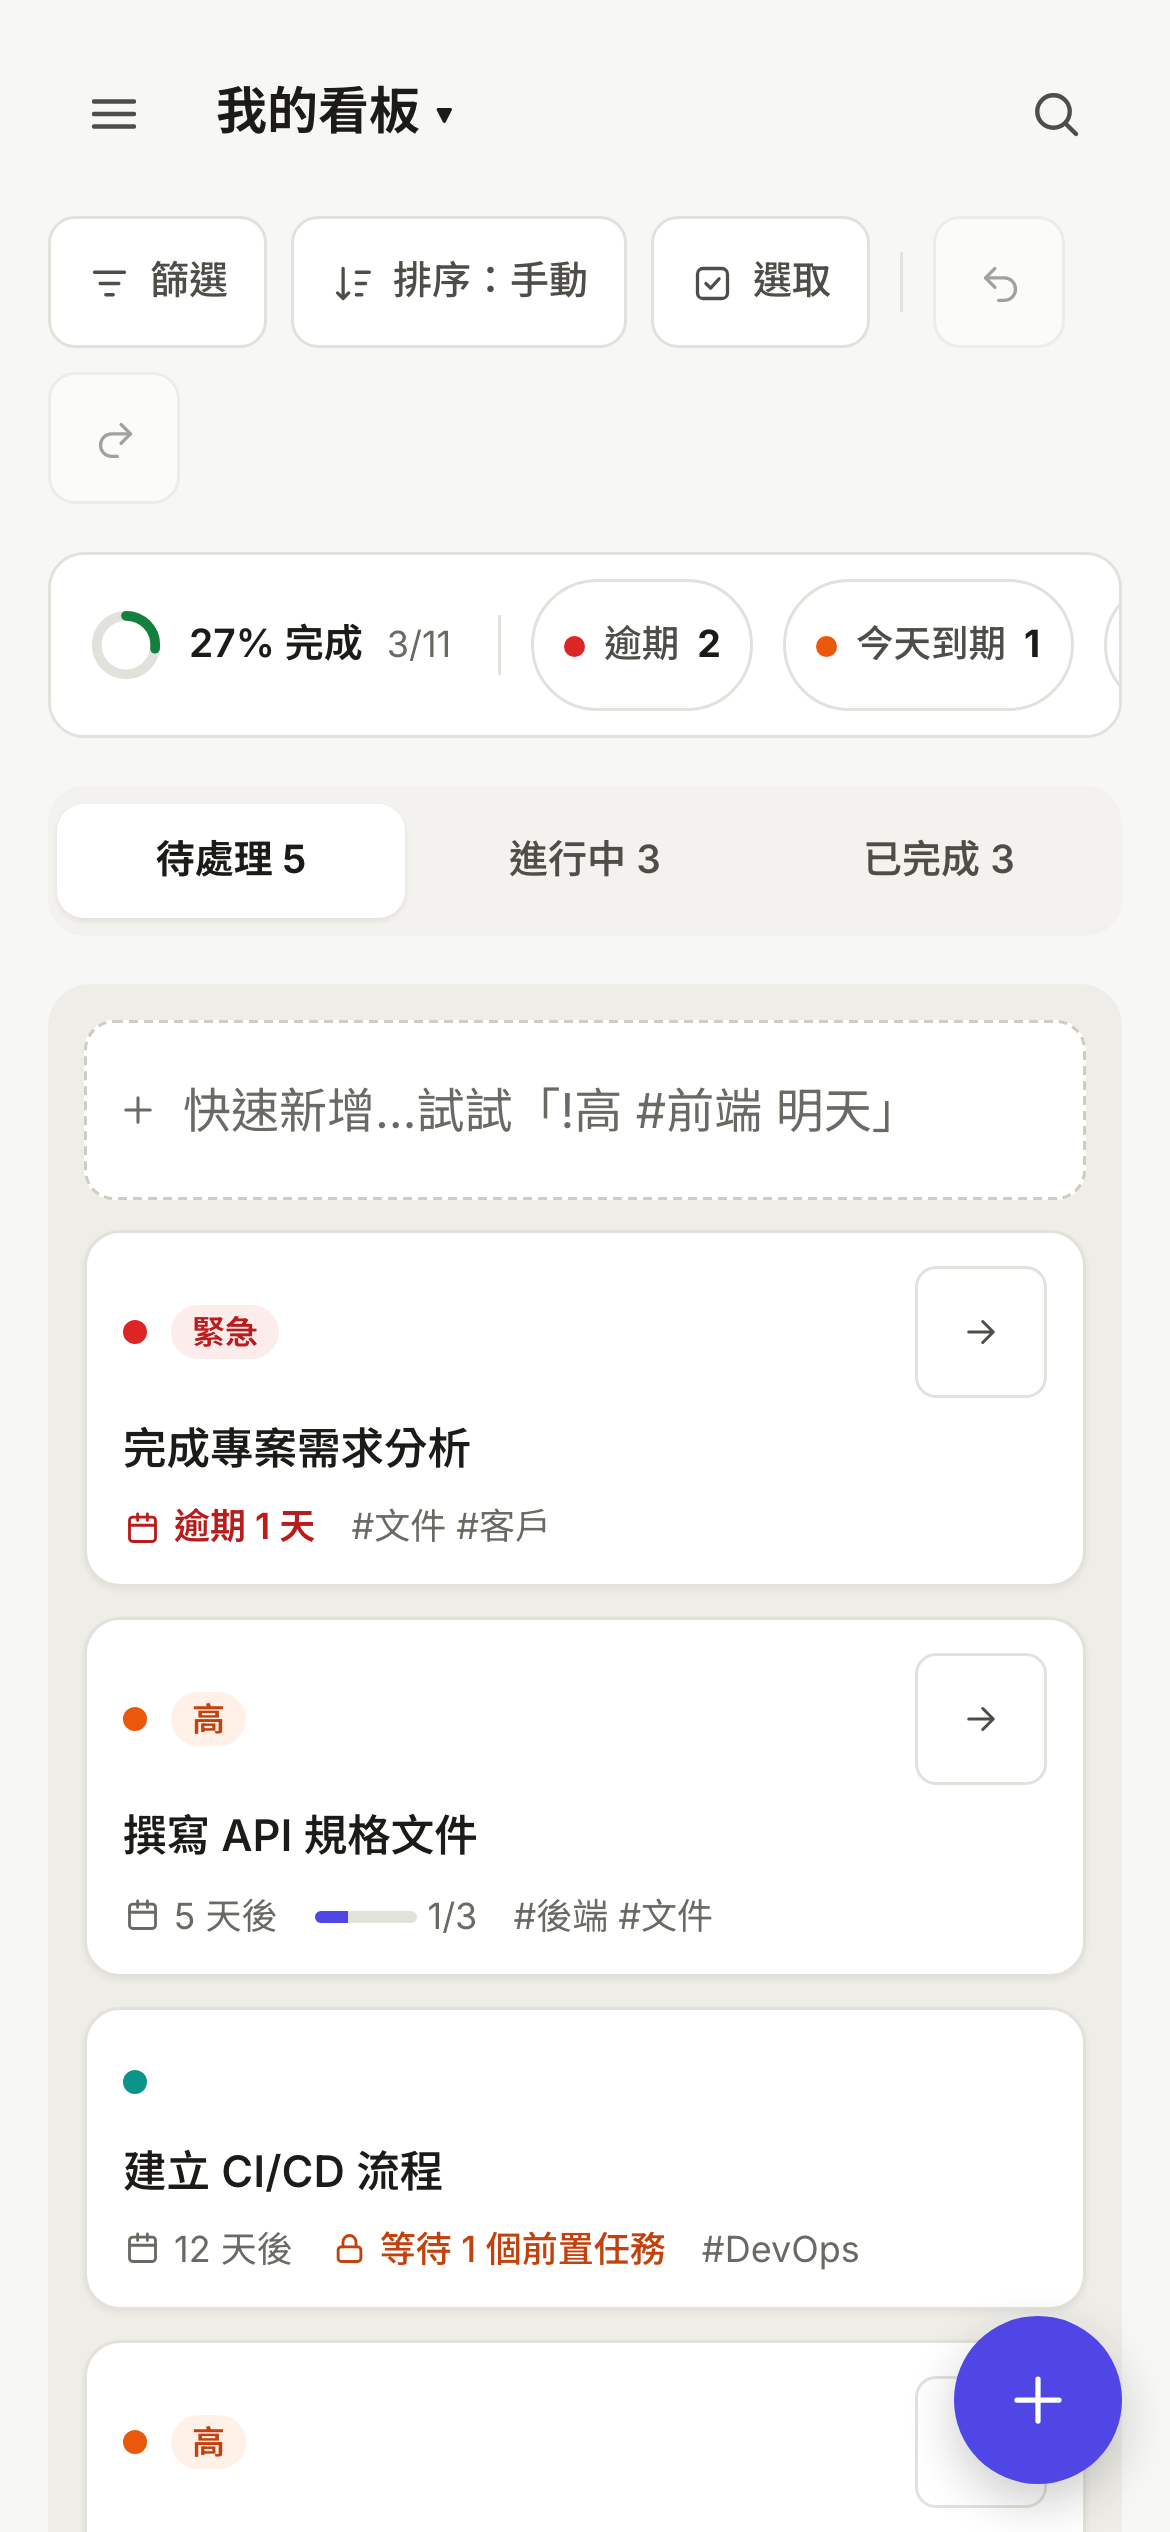 我的看板 ▾
篩選 排序：手動 選取
27% 完成 3/11 逾期 2 今天到期 1
待處理 5 進行中 3 已完成 3
快速新增…試試「!高 #前端 明天」
緊急
完成專案需求分析
逾期 1 天 #文件 #客戶
高
撰寫 API 規格文件
5 天後 1/3 #後端 #文件
建立 CI/CD 流程
12 天後 等待 1 個前置任務 #DevOps
高